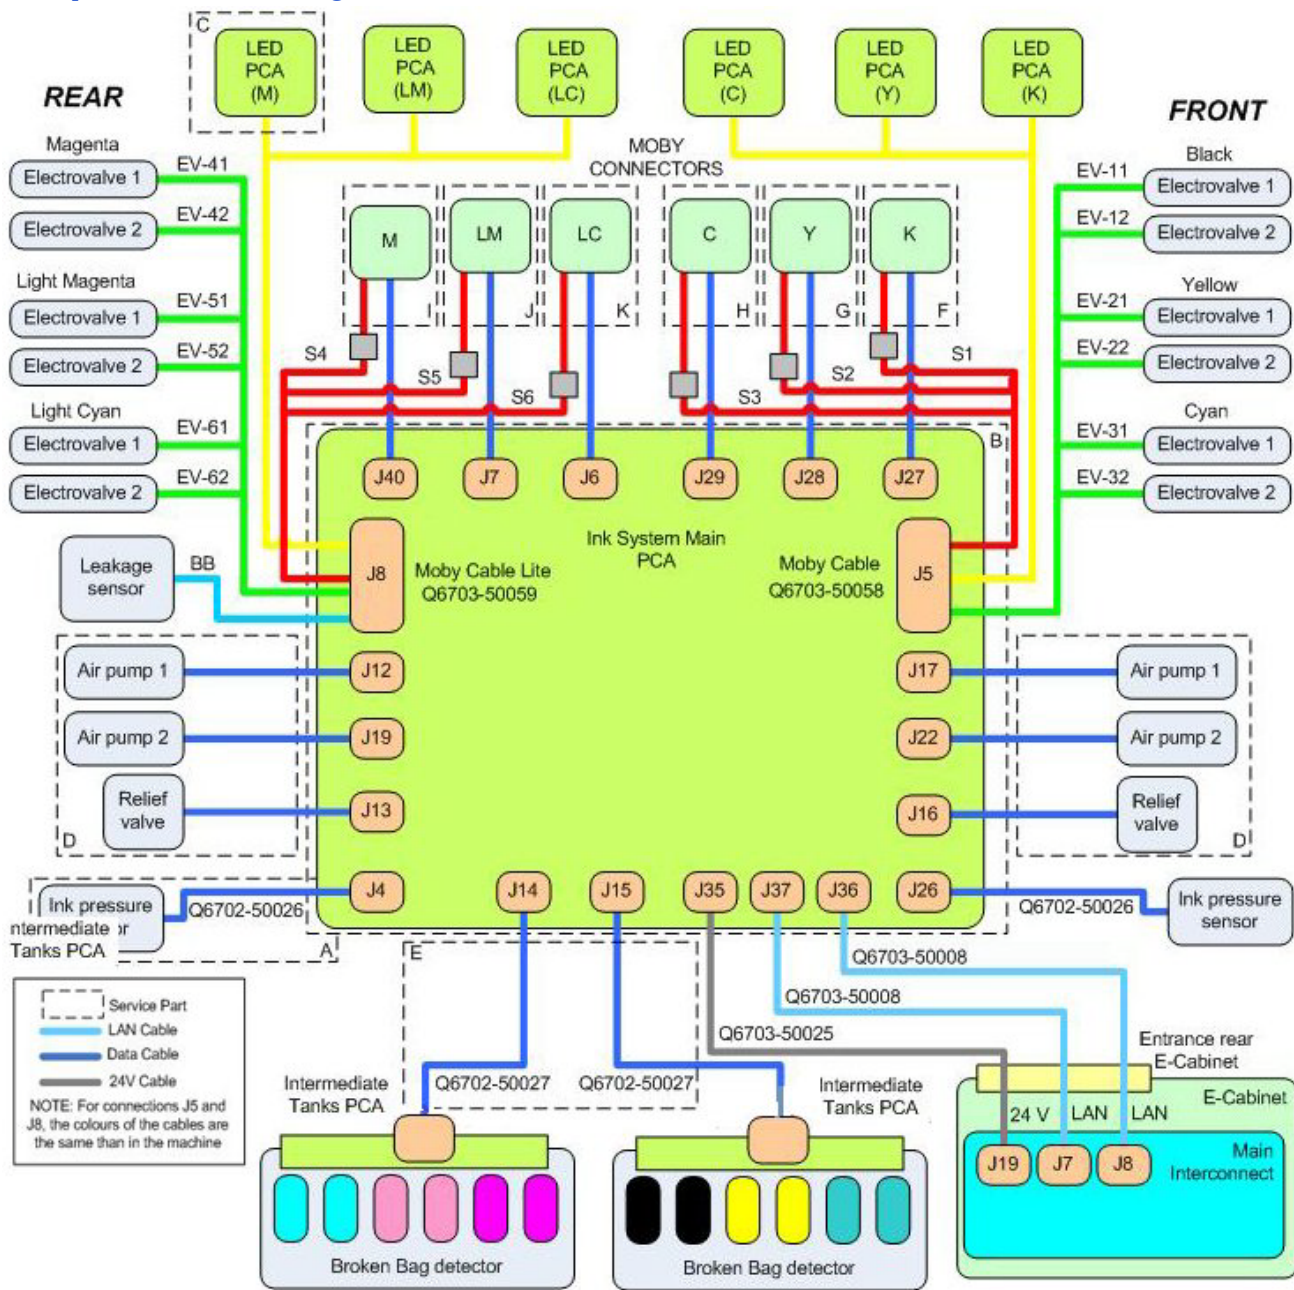 C
LED
PCA
(M)
LED
PCA
(LM)
LED
PCA
(LC)
LED
PCA
(C)
LED
PCA
(Y)
LED
PCA
(K)
REAR
FRONT
MOBY
CONNECTORS
Magenta
Electrovalve 1
EV-41
Electrovalve 2
EV-42
Light Magenta
Electrovalve 1
EV-51
Electrovalve 2
EV-52
Light Cyan
Electrovalve 1
EV-61
Electrovalve 2
EV-62
Black
EV-11
Electrovalve 1
EV-12
Electrovalve 2
Yellow
EV-21
Electrovalve 1
EV-22
Electrovalve 2
Cyan
EV-31
Electrovalve 1
EV-32
Electrovalve 2
M
LM
LC
C
Y
K
I
J
K
H
G
F
S4
S5
S6
S3
S2
S1
B
J40
J7
J6
J29
J28
J27
Ink System Main
PCA
J8
Moby Cable Lite
Q6703-50059
Moby Cable
Q6703-50058
J5
Leakage
sensor
BB
Air pump 1
J12
Air pump 2
J19
Relief
valve
J13
D
J17
Air pump 1
J22
Air pump 2
J16
Relief
valve
D
Ink pressure
ntermediate or
Tanks PCA
Q6702-50026
A
J4
J14
J15
J35
J37
J36
J26
Q6702-50026
Ink pressure
sensor
E
Q6703-50008
Q6703-50008
Q6703-50025
Service Part
LAN Cable
Data Cable
24V Cable
NOTE: For connections J5 and
J8, the colours of the cables are
the same than in the machine
Intermediate
Tanks PCA
Q6702-50027
Q6702-50027
Intermediate
Tanks PCA
Broken Bag detector
Broken Bag detector
Entrance rear
E-Cabinet
E-Cabinet
24 V
LAN
LAN
J19
J7
J8
Main
Interconnect